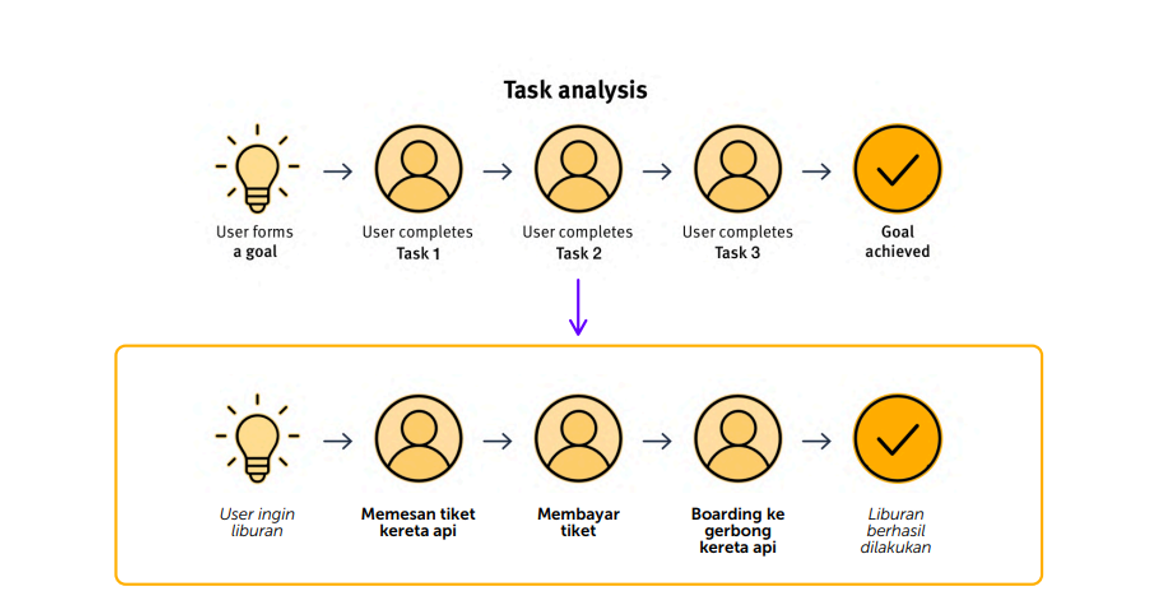 Task analysis
User forms
a goal
User completes
Task 1
User completes
Task 2
User completes
Task 3
Goal
achieved
User ingin
liburan
Memesan tiket
kereta api
Membayar
tiket
Boarding ke
gerbong
kereta api
Liburan
berhasil
dilakukan